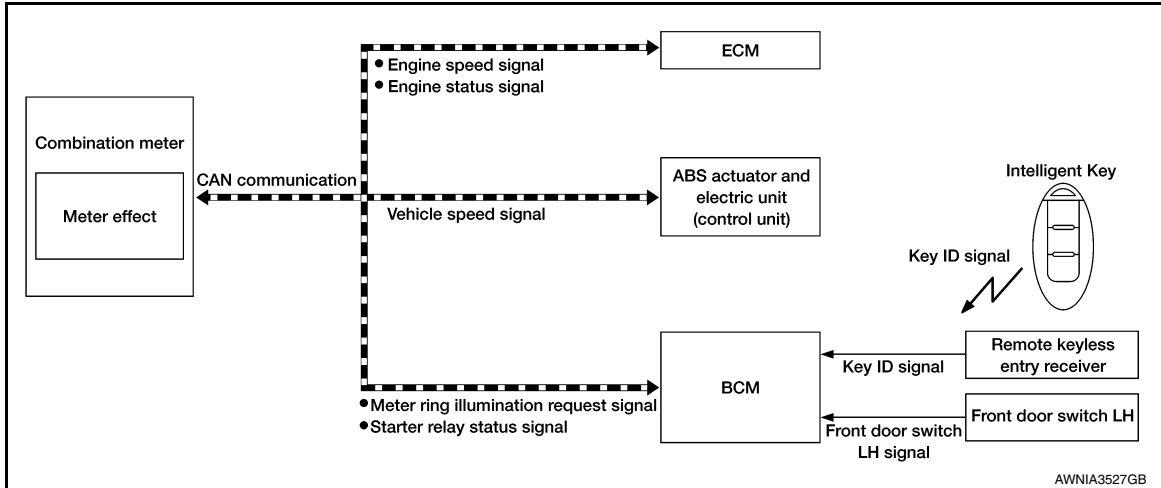 ECM
• Engine speed signal
• Engine status signal
Combination meter
Meter effect
CAN communication
Vehicle speed signal
ABS actuator and
electric unit
(control unit)
Intelligent Key
Key ID signal
BCM
Key ID signal
Remote keyless
entry receiver
Front door switch LH
Front door switch
LH signal
• Meter ring illumination request signal
• Starter relay status signal
AWNIA3527GB